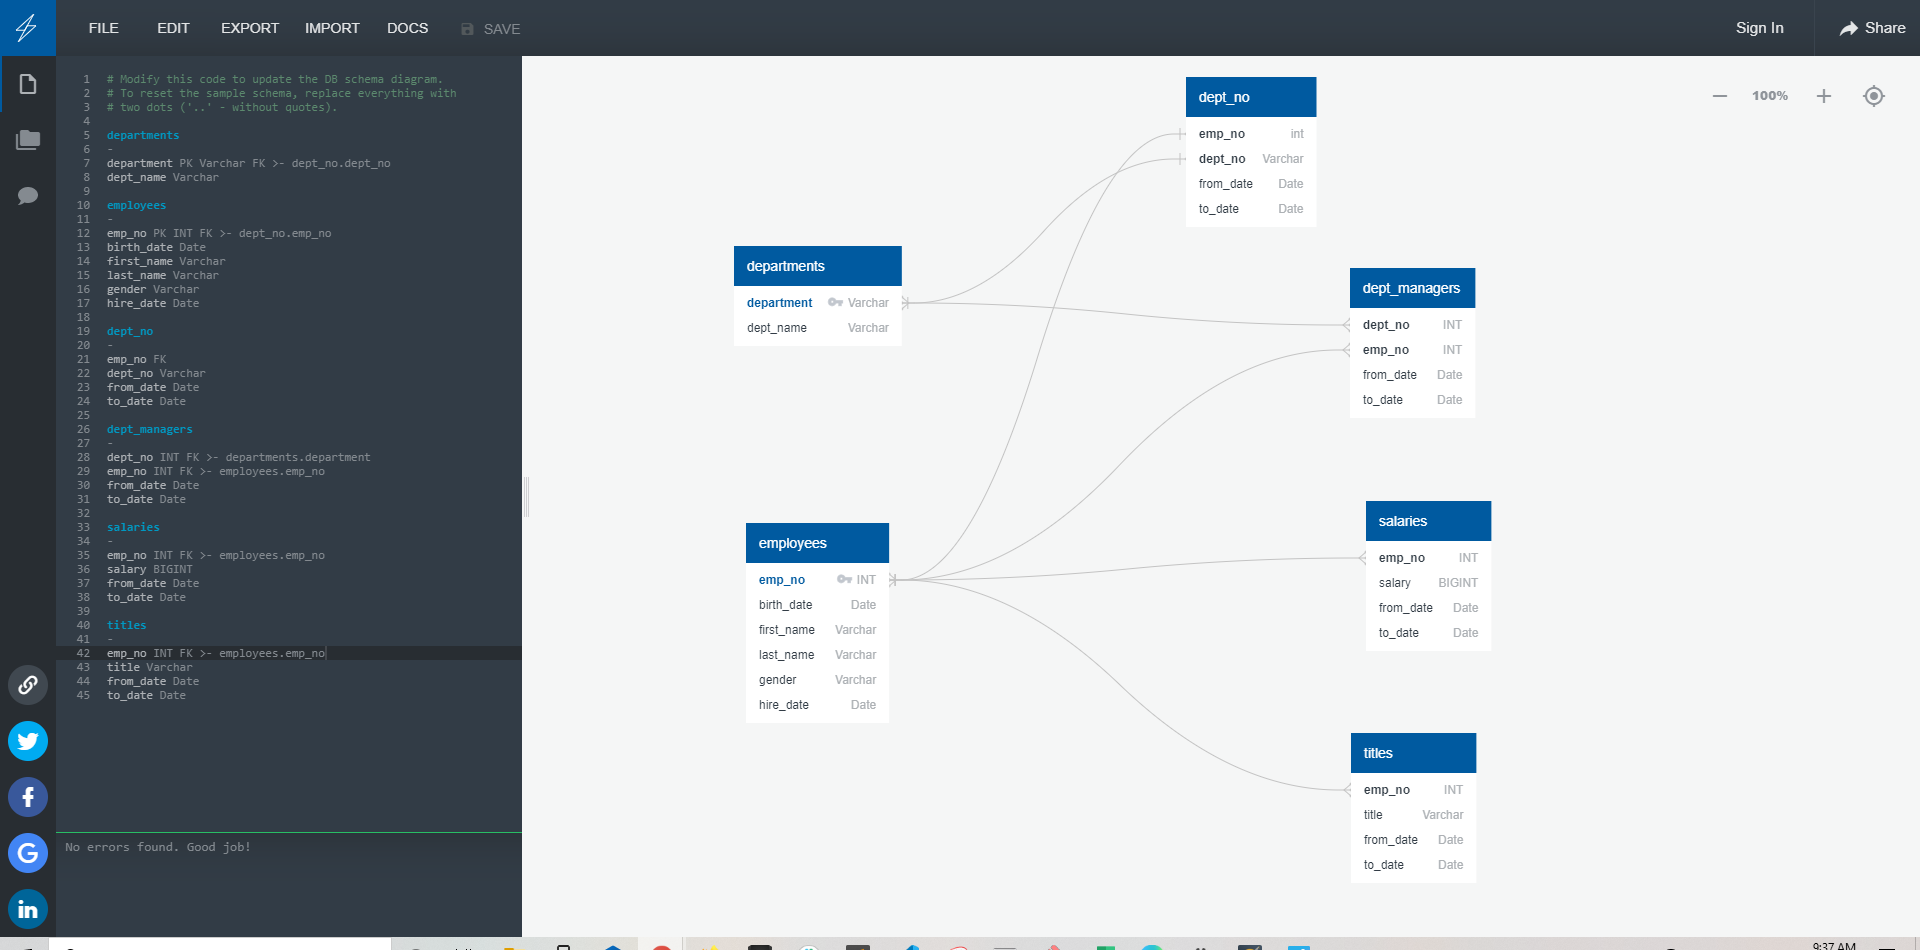 FILE EDIT EXPORT IMPORT DOCS SAVE Sign In Share
1 # Modify this code to update the DB schema diagram.
2 # To reset the sample schema, replace everything with
3 # two dots ('..' - without quotes).
4
5 departments
6 -
7 department PK Varchar FK >- dept_no.dept_no
8 dept_name Varchar
9
10 employees
11 -
12 emp_no PK INT FK >- dept_no.emp_no
13 birth_date Date
14 first_name Varchar
15 last_name Varchar
16 gender Varchar
17 hire_date Date
18
19 dept_no
20 -
21 emp_no FK
22 dept_no Varchar
23 from_date Date
24 to_date Date
25
26 dept_managers
27 -
28 dept_no INT FK >- departments.department
29 emp_no INT FK >- employees.emp_no
30 from_date Date
31 to_date Date
32
33 salaries
34 -
35 emp_no INT FK >- employees.emp_no
36 salary BIGINT
37 from_date Date
38 to_date Date
39
40 titles
41 -
42 emp_no INT FK >- employees.emp_no
43 title Varchar
44 from_date Date
45 to_date Date
No errors found. Good job!
100%
dept_no
emp_no int
dept_no Varchar
from_date Date
to_date Date
departments
department Varchar
dept_name Varchar
dept_managers
dept_no INT
emp_no INT
from_date Date
to_date Date
employees
emp_no INT
birth_date Date
first_name Varchar
last_name Varchar
gender Varchar
hire_date Date
salaries
emp_no INT
salary BIGINT
from_date Date
to_date Date
titles
emp_no INT
title Varchar
from_date Date
to_date Date
9:37 AM